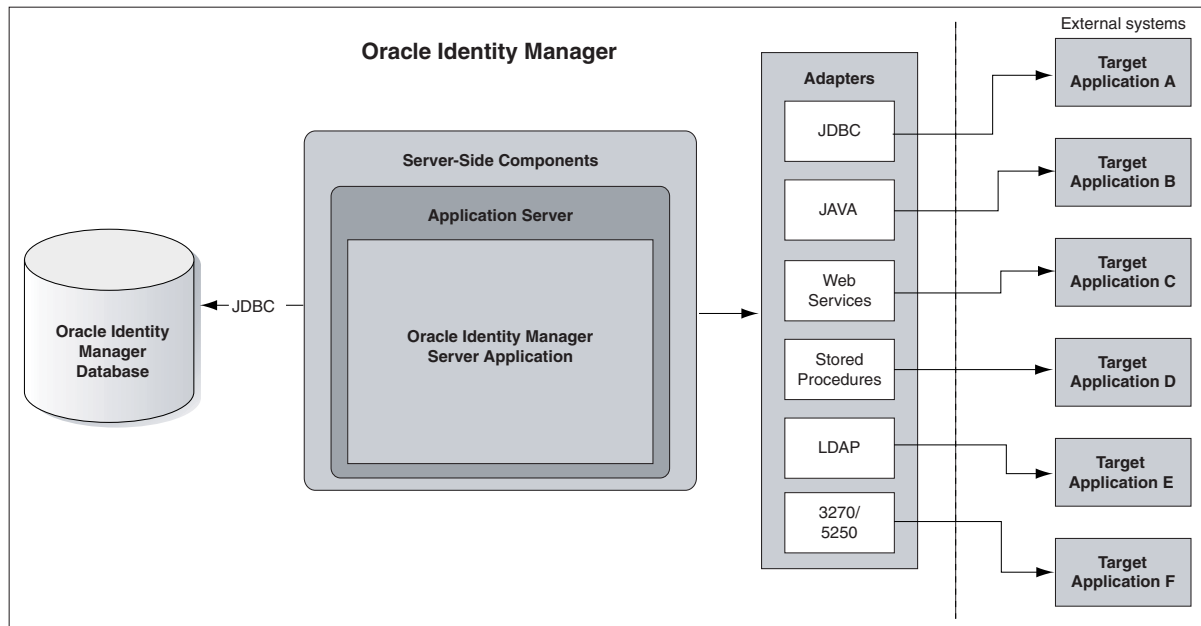 External systems
Oracle Identity Manager
Adapters
Target
Application A
JDBC
Server-Side Components
Target
Application B
Application Server
JAVA
Target
Application C
Web
Services
JDBC
Oracle Identity
Manager
Database
Oracle Identity Manager
Server Application
Stored
Procedures
Target
Application D
LDAP
Target
Application E
3270/
5250
Target
Application F